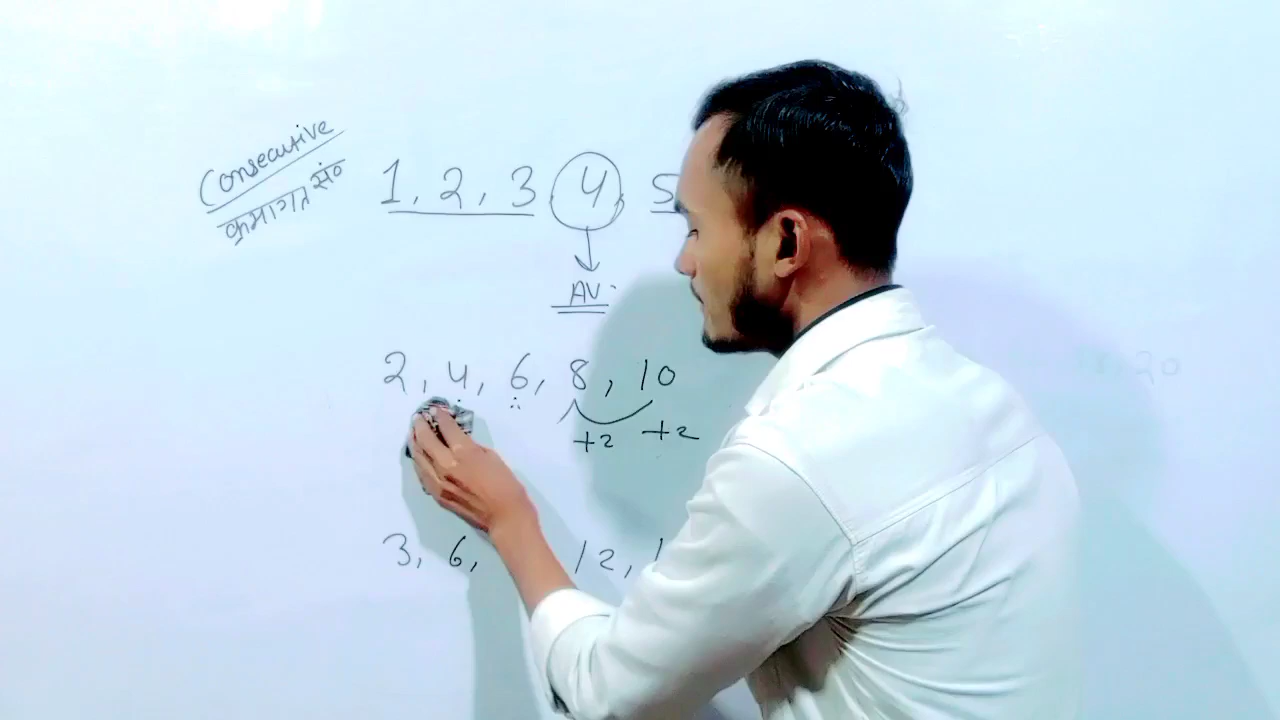 Consecutive
क्रमागत सं०
1, 2, 3 4 5
AV.
2, 4, 6, 8, 10
+2 +2
3, 6, 12,
20